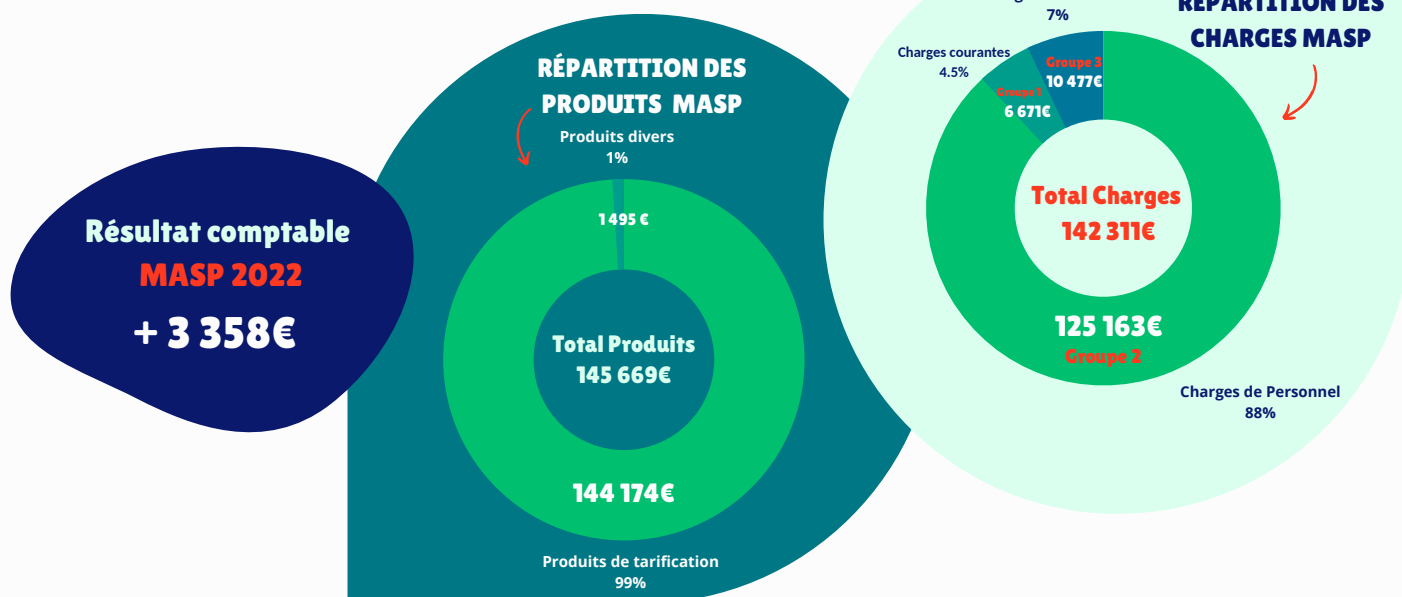 Résultat comptable
MASP 2022
+ 3 358€
RÉPARTITION DES
PRODUITS MASP
Produits divers
1%
1 495 €
Total Produits
145 669€
144 174€
Produits de tarification
99%
RÉPARTITION DES
CHARGES MASP
7%
Charges courantes
4.5%
Groupe 3
10 477€
Groupe 1
6 671€
Total Charges
142 311€
125 163€
Groupe 2
Charges de Personnel
88%